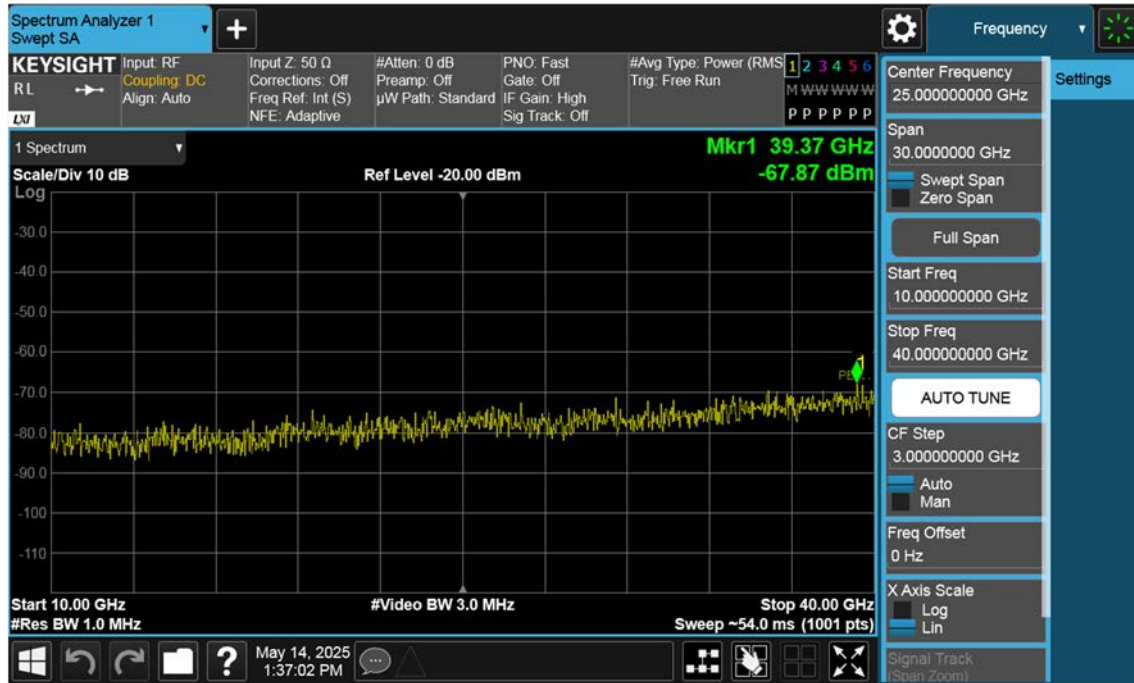 Spectrum Analyzer 1
Swept SA
+
Frequency
KEYSIGHT
RL
LXI
Input: RF
Coupling: DC
Align: Auto
Input Z: 50 Ω
Corrections: Off
Freq Ref: Int (S)
NFE: Adaptive
#Atten: 0 dB
Preamp: Off
µW Path: Standard
PNO: Fast
Gate: Off
IF Gain: High
Sig Track: Off
#Avg Type: Power (RMS
Trig: Free Run
1 2 3 4 5 6
M W W W W W
P P P P P P
1 Spectrum
Mkr1 39.37 GHz
-67.87 dBm
Scale/Div 10 dB
Ref Level -20.00 dBm
Log
-30.0
-40.0
-50.0
-60.0
-70.0
-80.0
-90.0
-100
-110
1
Start 10.00 GHz
#Video BW 3.0 MHz
Stop 40.00 GHz
#Res BW 1.0 MHz
Sweep ~54.0 ms (1001 pts)
Center Frequency
25.000000000 GHz
Settings
Span
30.0000000 GHz
Swept Span
Zero Span
Full Span
Start Freq
10.000000000 GHz
Stop Freq
40.000000000 GHz
AUTO TUNE
CF Step
3.000000000 GHz
Auto
Man
Freq Offset
0 Hz
X Axis Scale
Log
Lin
Signal Track
(Span Zoom)
?
May 14, 2025
1:37:02 PM